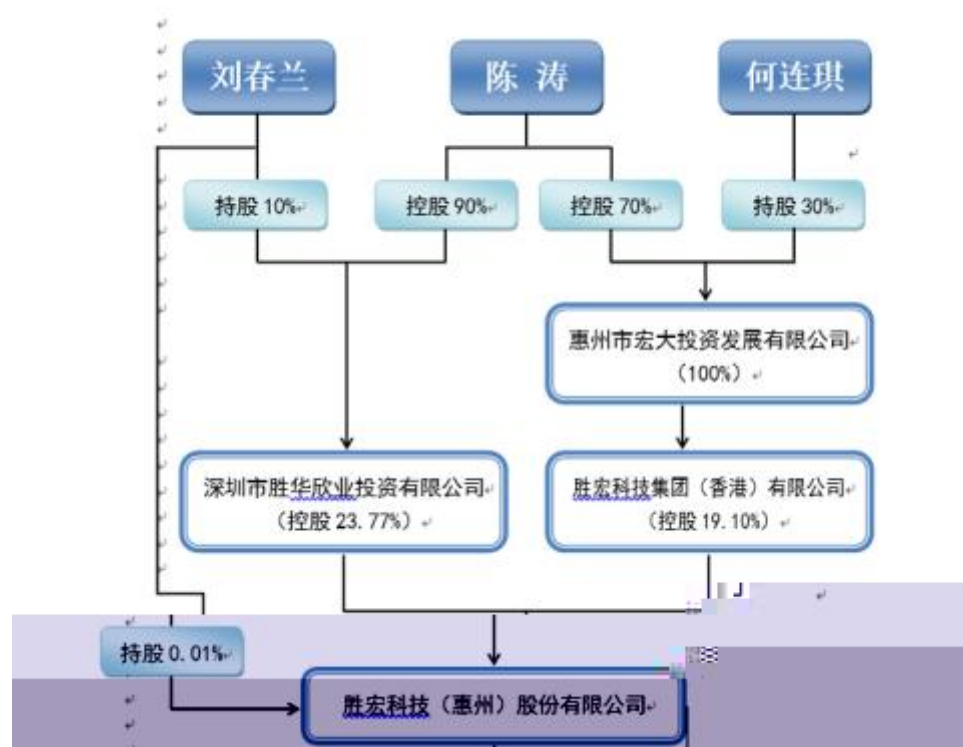 刘春兰
陈 涛
何连琪
持股 10%
控股 90%
控股 70%
持股 30%
惠州市宏大投资发展有限公司
（100%）
深圳市胜华欣业投资有限公司
（控股 23.77%）
胜宏科技集团（香港）有限公司
（控股 19.10%）
持股 0.01%
胜宏科技（惠州）股份有限公司